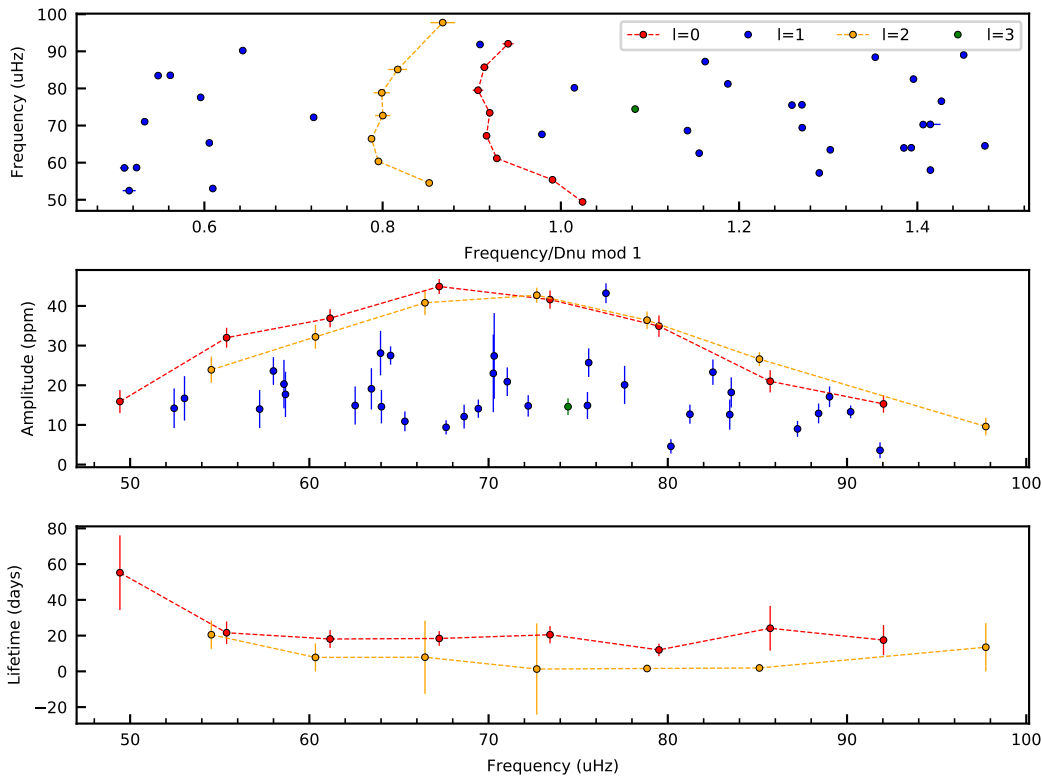 100
90
80
70
60
50
Frequency (uHz)
l=0 l=1 l=2 l=3
0.6 0.8 1.0 1.2 1.4
Frequency/Dnu mod 1
40
30
20
10
0
Amplitude (ppm)
50 60 70 80 90 100
80
60
40
20
0
−20
Lifetime (days)
50 60 70 80 90 100
Frequency (uHz)